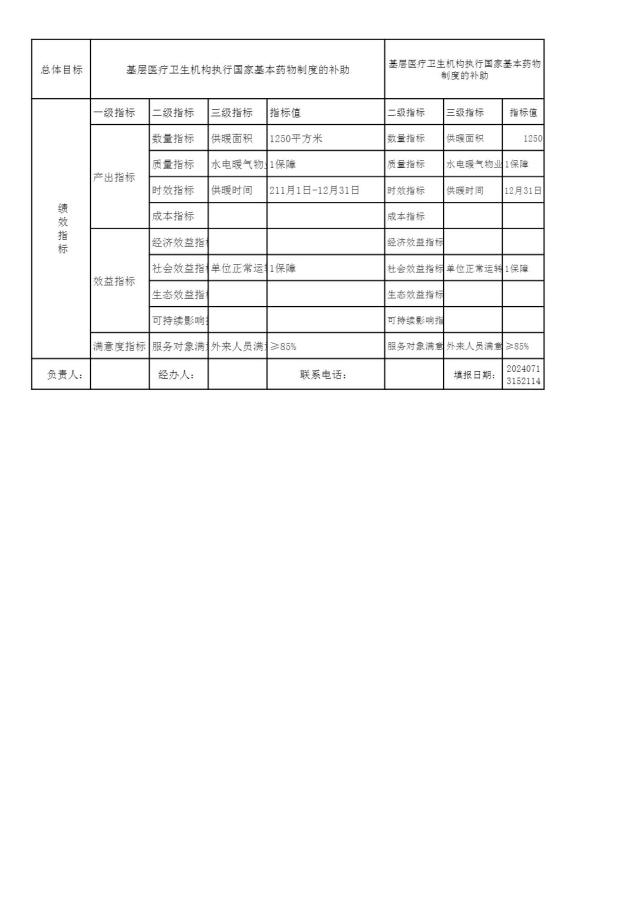 总体目标 基层医疗卫生机构执行国家基本药物制度的补助 基层医疗卫生机构执行国家基本药物
制度的补助
绩效指标
一级指标 二级指标 三级指标 指标值 二级指标 三级指标 指标值
产出指标 数量指标 供暖面积 1250平方米 数量指标 供暖面积 1250
质量指标 水电暖气物业 1保障 质量指标 水电暖气物业 1保障
时效指标 供暖时间 211月1日-12月31日 时效指标 供暖时间 12月31日
成本指标 成本指标
效益指标 经济效益指标 经济效益指标
社会效益指标 单位正常运转 1保障 社会效益指标 单位正常运转 1保障
生态效益指标 生态效益指标
可持续影响指 可持续影响指
满意度指标 服务对象满意 外来人员满意 ≥85% 服务对象满意 外来人员满意 ≥85%
负责人： 经办人： 联系电话： 填报日期： 2024071
3152114